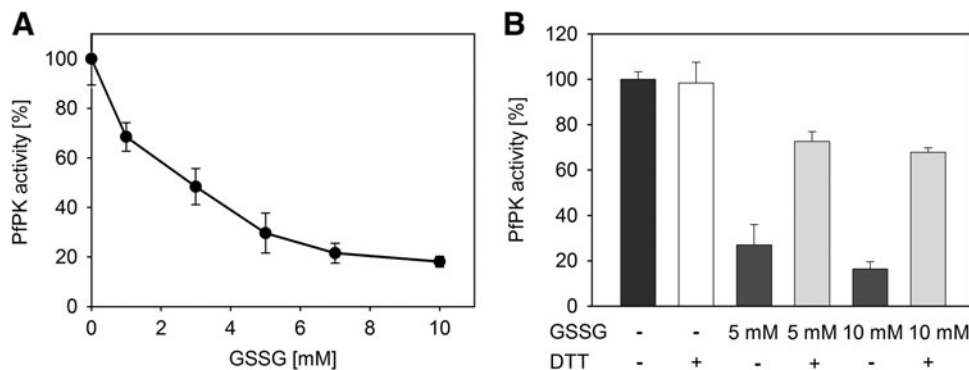 A
PfPK activity [%]
100
80
60
40
20
0
0 2 4 6 8 10
GSSG [mM]
B
PfPK activity [%]
120
100
80
60
40
20
0
GSSG - - 5 mM 5 mM 10 mM 10 mM
DTT - + - + - +